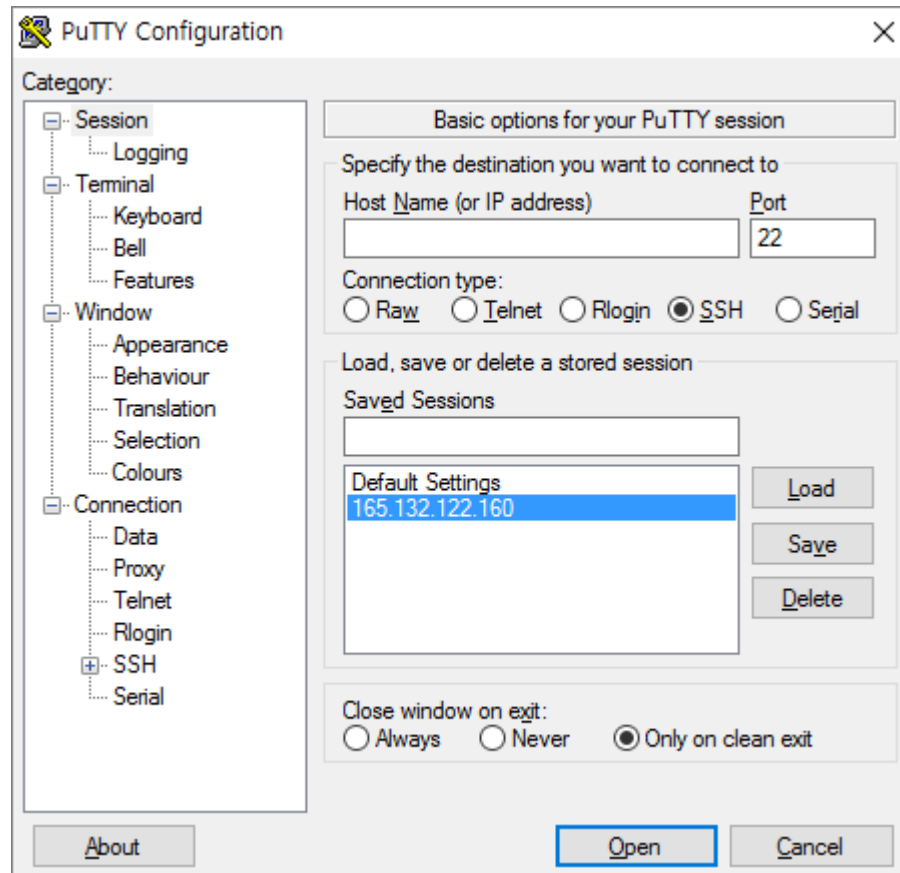 PuTTY Configuration
Category:
Session
Logging
Terminal
Keyboard
Bell
Features
Window
Appearance
Behaviour
Translation
Selection
Colours
Connection
Data
Proxy
Telnet
Rlogin
SSH
Serial
Basic options for your PuTTY session
Specify the destination you want to connect to
Host Name (or IP address) Port
22
Connection type:
Raw Telnet Rlogin SSH Serial
Load, save or delete a stored session
Saved Sessions
Default Settings
165.132.122.160
Load
Save
Delete
Close window on exit:
Always Never Only on clean exit
About Open Cancel